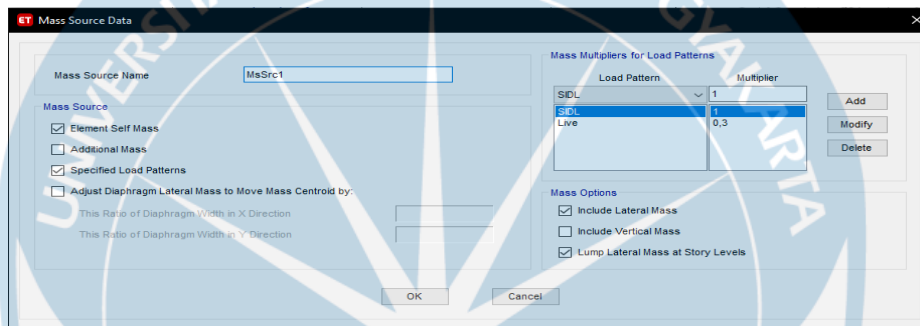 ET Mass Source Data
Mass Source Name
MsSrc1
Mass Source
Element Self Mass
Additional Mass
Specified Load Patterns
Adjust Diaphragm Lateral Mass to Move Mass Centroid by:
This Ratio of Diaphragm Width in X Direction
This Ratio of Diaphragm Width in Y Direction
Mass Multipliers for Load Patterns
Load Pattern Multiplier
SIDL 1
SIDL 1
Live 0,3
Add
Modify
Delete
Mass Options
Include Lateral Mass
Include Vertical Mass
Lump Lateral Mass at Story Levels
OK Cancel